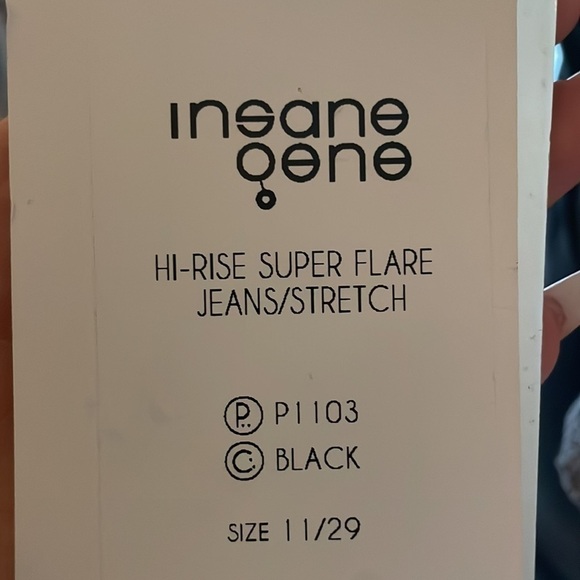 insane
gene
HI-RISE SUPER FLARE
JEANS/STRETCH
P: P1103
C: BLACK
SIZE 11/29